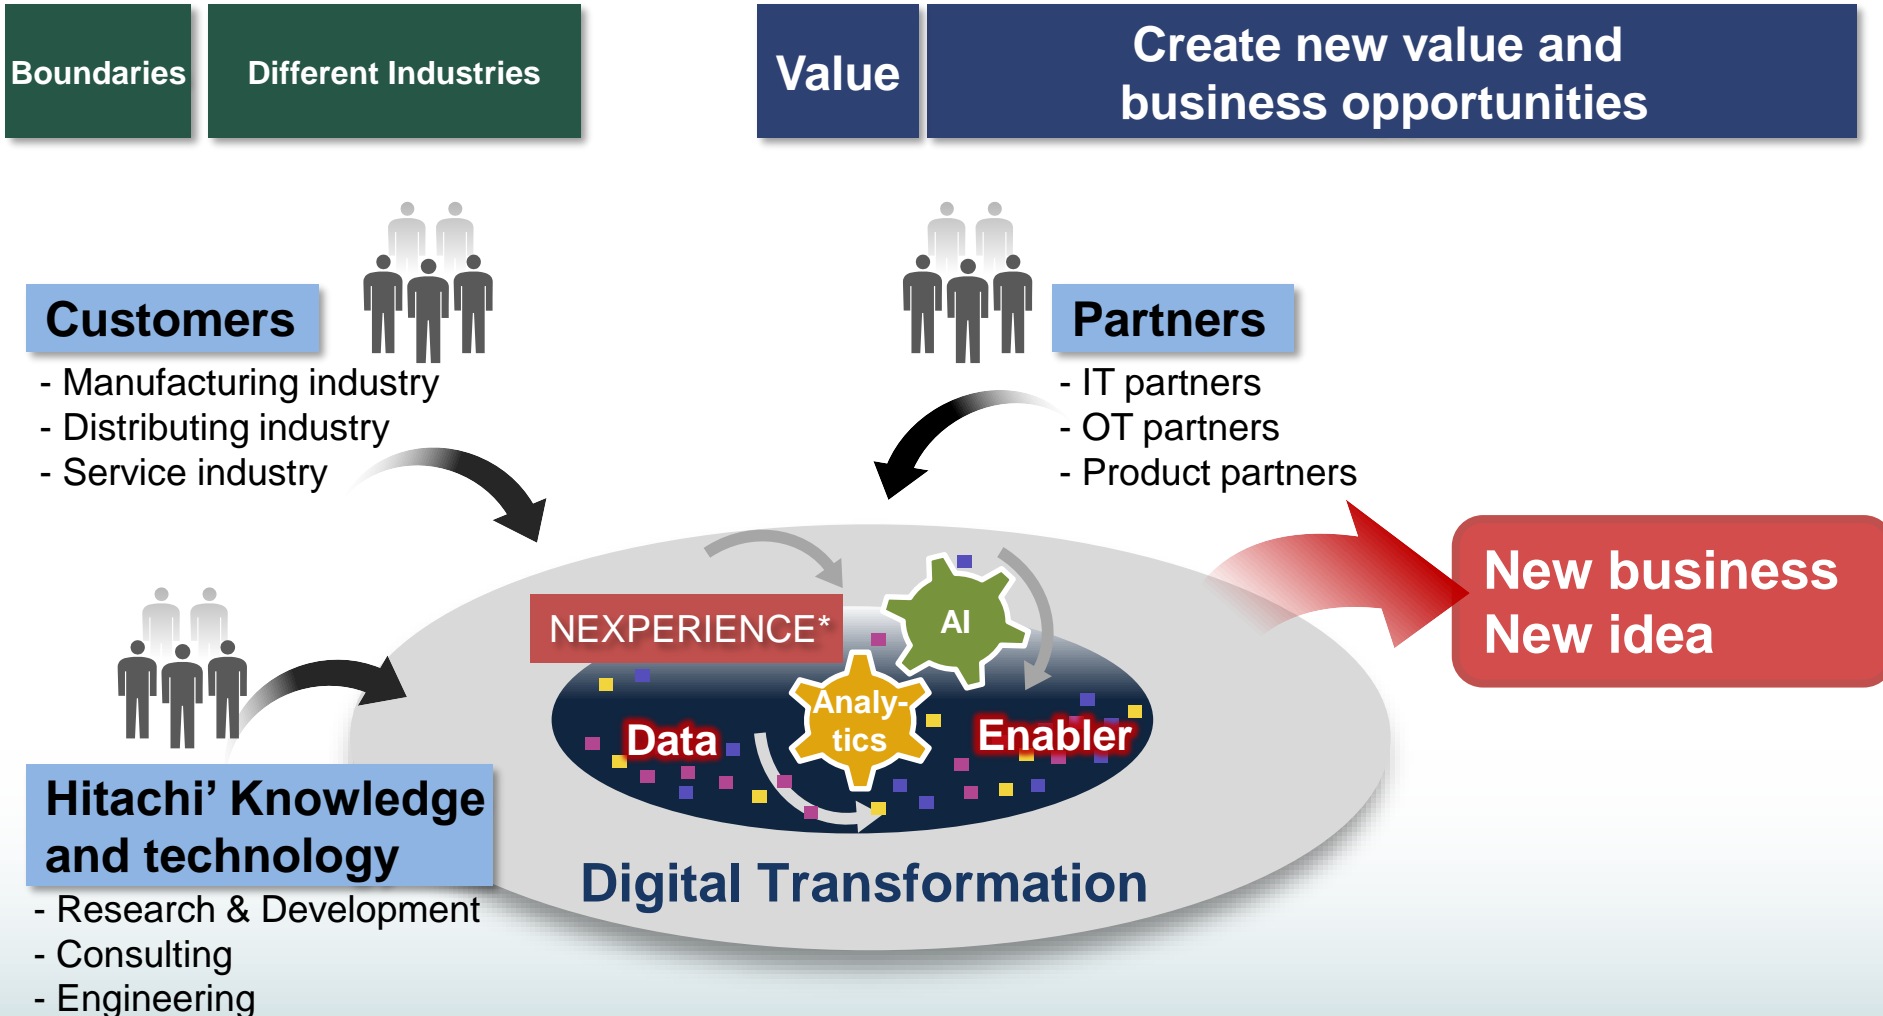 Boundaries
Different Industries
Value
Create new value and
business opportunities
Customers
- Manufacturing industry
- Distributing industry
- Service industry
Partners
- IT partners
- OT partners
- Product partners
New business
New idea
NEXPERIENCE*
AI
Analy-
tics
Data
Enabler
Digital Transformation
Hitachi’ Knowledge
and technology
- Research & Development
- Consulting
- Engineering